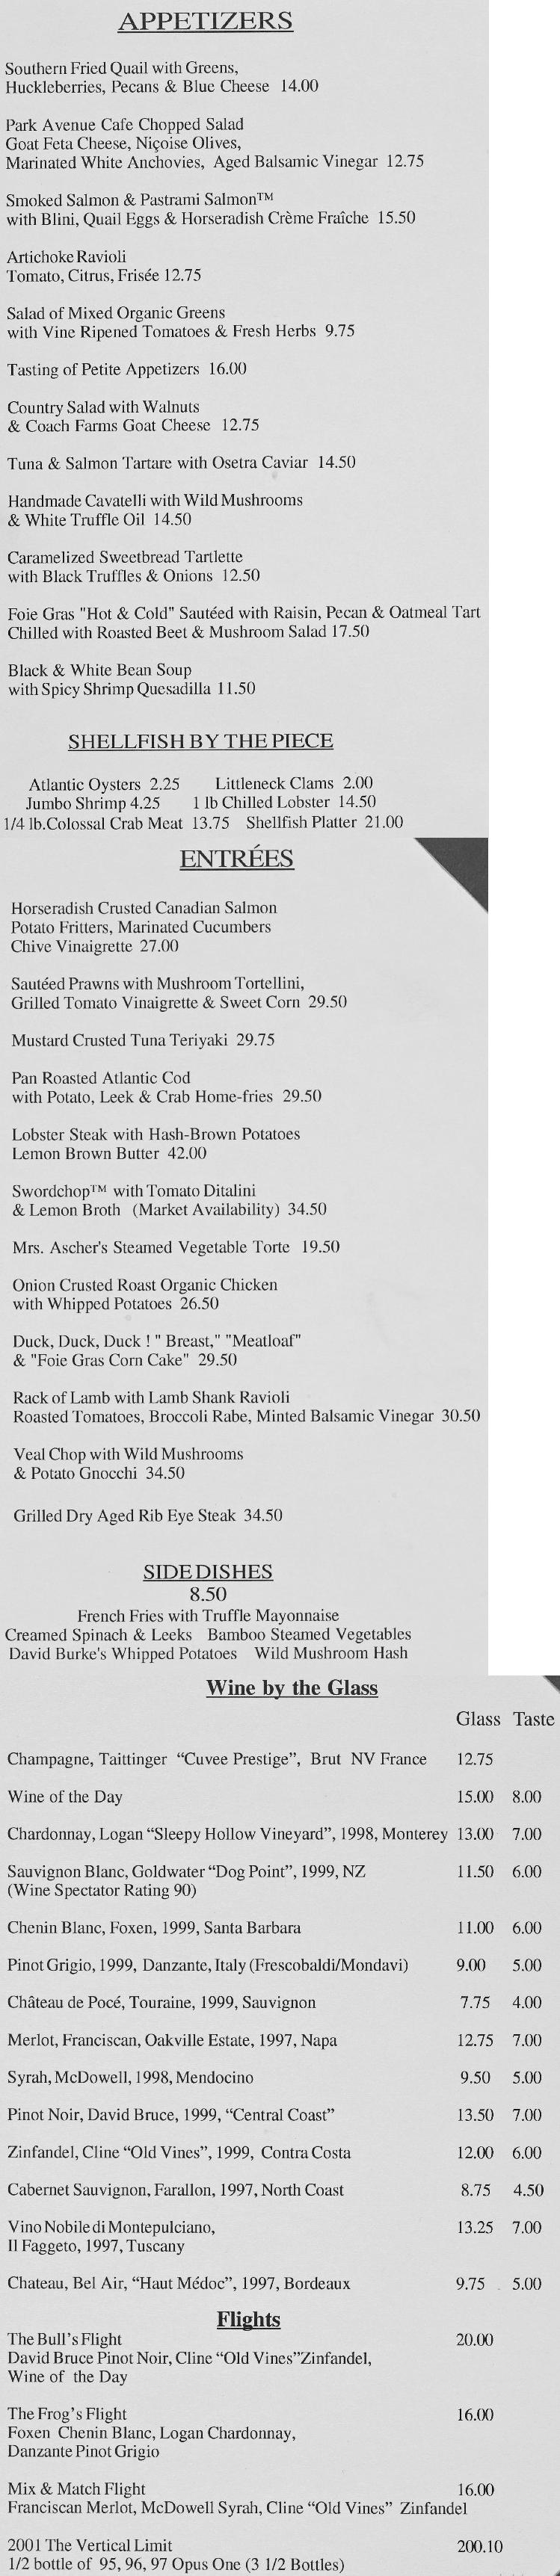 APPETIZERS
Southern Fried Quail with Greens,
Huckleberries, Pecans & Blue Cheese 14.00
Park Avenue Cafe Chopped Salad
Goat Feta Cheese, Niçoise Olives,
Marinated White Anchovies, Aged Balsamic Vinegar 12.75
Smoked Salmon & Pastrami Salmon™
with Blini, Quail Eggs & Horseradish Crème Fraîche 15.50
Artichoke Ravioli
Tomato, Citrus, Frisée 12.75
Salad of Mixed Organic Greens
with Vine Ripened Tomatoes & Fresh Herbs 9.75
Tasting of Petite Appetizers 16.00
Country Salad with Walnuts
& Coach Farms Goat Cheese 12.75
Tuna & Salmon Tartare with Osetra Caviar 14.50
Handmade Cavatelli with Wild Mushrooms
& White Truffle Oil 14.50
Caramelized Sweetbread Tartlette
with Black Truffles & Onions 12.50
Foie Gras "Hot & Cold" Sautéed with Raisin, Pecan & Oatmeal Tart
Chilled with Roasted Beet & Mushroom Salad 17.50
Black & White Bean Soup
with Spicy Shrimp Quesadilla 11.50
SHELLFISH BY THE PIECE
Atlantic Oysters 2.25 Littleneck Clams 2.00
Jumbo Shrimp 4.25 1 lb Chilled Lobster 14.50
1/4 lb.Colossal Crab Meat 13.75 Shellfish Platter 21.00
ENTRÉES
Horseradish Crusted Canadian Salmon
Potato Fritters, Marinated Cucumbers
Chive Vinaigrette 27.00
Sautéed Prawns with Mushroom Tortellini,
Grilled Tomato Vinaigrette & Sweet Corn 29.50
Mustard Crusted Tuna Teriyaki 29.75
Pan Roasted Atlantic Cod
with Potato, Leek & Crab Home-fries 29.50
Lobster Steak with Hash-Brown Potatoes
Lemon Brown Butter 42.00
Swordchop™ with Tomato Ditalini
& Lemon Broth (Market Availability) 34.50
Mrs. Ascher's Steamed Vegetable Torte 19.50
Onion Crusted Roast Organic Chicken
with Whipped Potatoes 26.50
Duck, Duck, Duck ! " Breast," "Meatloaf"
& "Foie Gras Corn Cake" 29.50
Rack of Lamb with Lamb Shank Ravioli
Roasted Tomatoes, Broccoli Rabe, Minted Balsamic Vinegar 30.50
Veal Chop with Wild Mushrooms
& Potato Gnocchi 34.50
Grilled Dry Aged Rib Eye Steak 34.50
SIDE DISHES
8.50
French Fries with Truffle Mayonnaise
Creamed Spinach & Leeks Bamboo Steamed Vegetables
David Burke's Whipped Potatoes Wild Mushroom Hash
Wine by the Glass
Glass Taste
Champagne, Taittinger “Cuvee Prestige”, Brut NV France 12.75
Wine of the Day 15.00 8.00
Chardonnay, Logan “Sleepy Hollow Vineyard”, 1998, Monterey 13.00 7.00
Sauvignon Blanc, Goldwater “Dog Point”, 1999, NZ 11.50 6.00
(Wine Spectator Rating 90)
Chenin Blanc, Foxen, 1999, Santa Barbara 11.00 6.00
Pinot Grigio, 1999, Danzante, Italy (Frescobaldi/Mondavi) 9.00 5.00
Château de Pocé, Touraine, 1999, Sauvignon 7.75 4.00
Merlot, Franciscan, Oakville Estate, 1997, Napa 12.75 7.00
Syrah, McDowell, 1998, Mendocino 9.50 5.00
Pinot Noir, David Bruce, 1999, “Central Coast” 13.50 7.00
Zinfandel, Cline “Old Vines”, 1999, Contra Costa 12.00 6.00
Cabernet Sauvignon, Farallon, 1997, North Coast 8.75 4.50
Vino Nobile di Montepulciano, 13.25 7.00
Il Faggeto, 1997, Tuscany
Chateau, Bel Air, “Haut Médoc”, 1997, Bordeaux 9.75 5.00
Flights
The Bull’s Flight 20.00
David Bruce Pinot Noir, Cline “Old Vines”Zinfandel,
Wine of the Day
The Frog’s Flight 16.00
Foxen Chenin Blanc, Logan Chardonnay,
Danzante Pinot Grigio
Mix & Match Flight 16.00
Franciscan Merlot, McDowell Syrah, Cline “Old Vines” Zinfandel
2001 The Vertical Limit 200.10
1/2 bottle of 95, 96, 97 Opus One (3 1/2 Bottles)